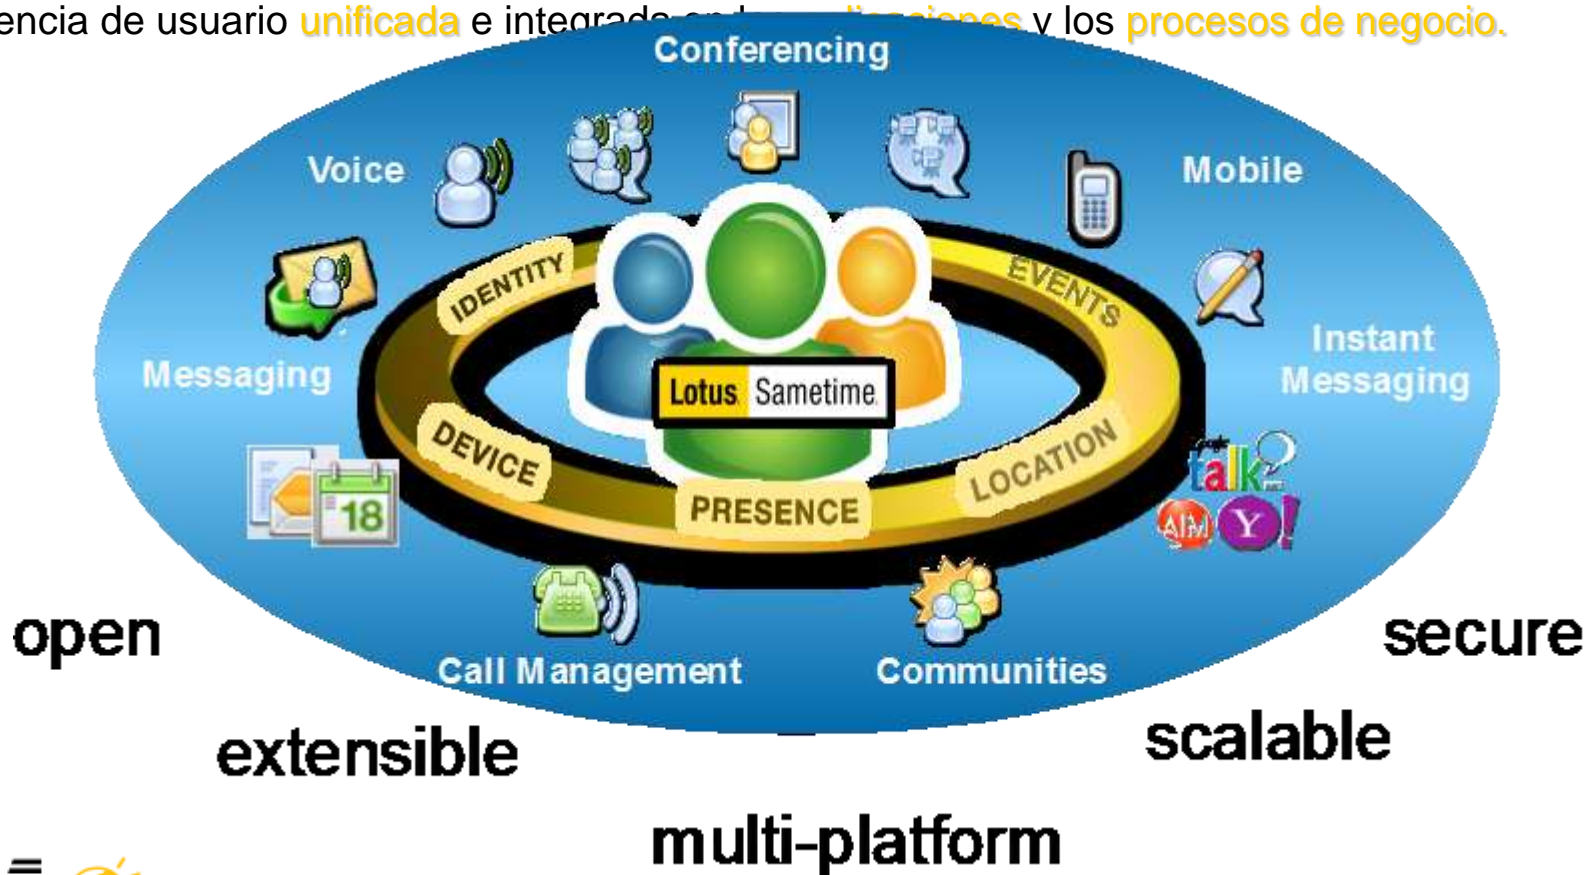 encia de usuario unificada e integrada y los procesos de negocio.
Conferencing
Voice
Mobile
IDENTITY
EVENTS
Instant
Messaging
Messaging
Lotus Sametime
DEVICE
LOCATION
PRESENCE
18
talk
AIM
Y!
open
secure
Call Management
Communities
extensible
scalable
multi-platform